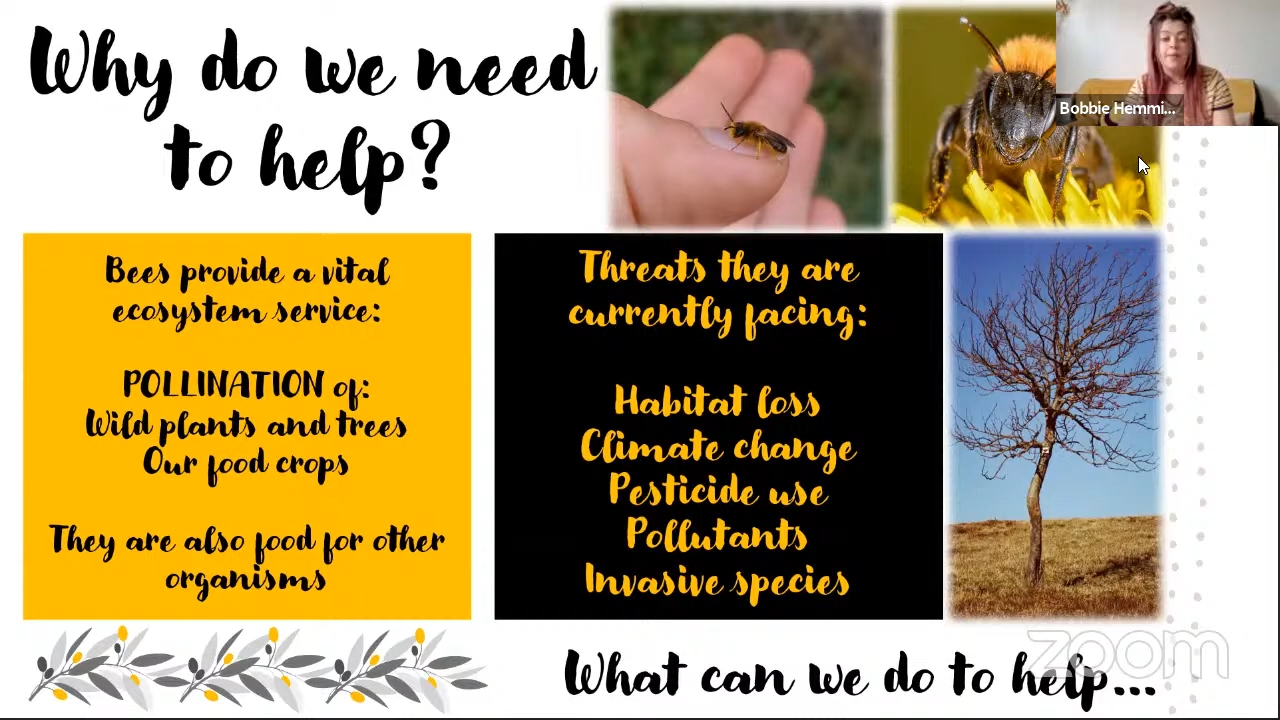 Why do we need
to help?
Bobbie Hemmi...
Bees provide a vital
ecosystem service:
POLLINATION of:
Wild plants and trees
Our food crops
They are also food for other
organisms
Threats they are
currently facing:
Habitat loss
Climate change
Pesticide use
Pollutants
Invasive species
What can we do to help...
zoom